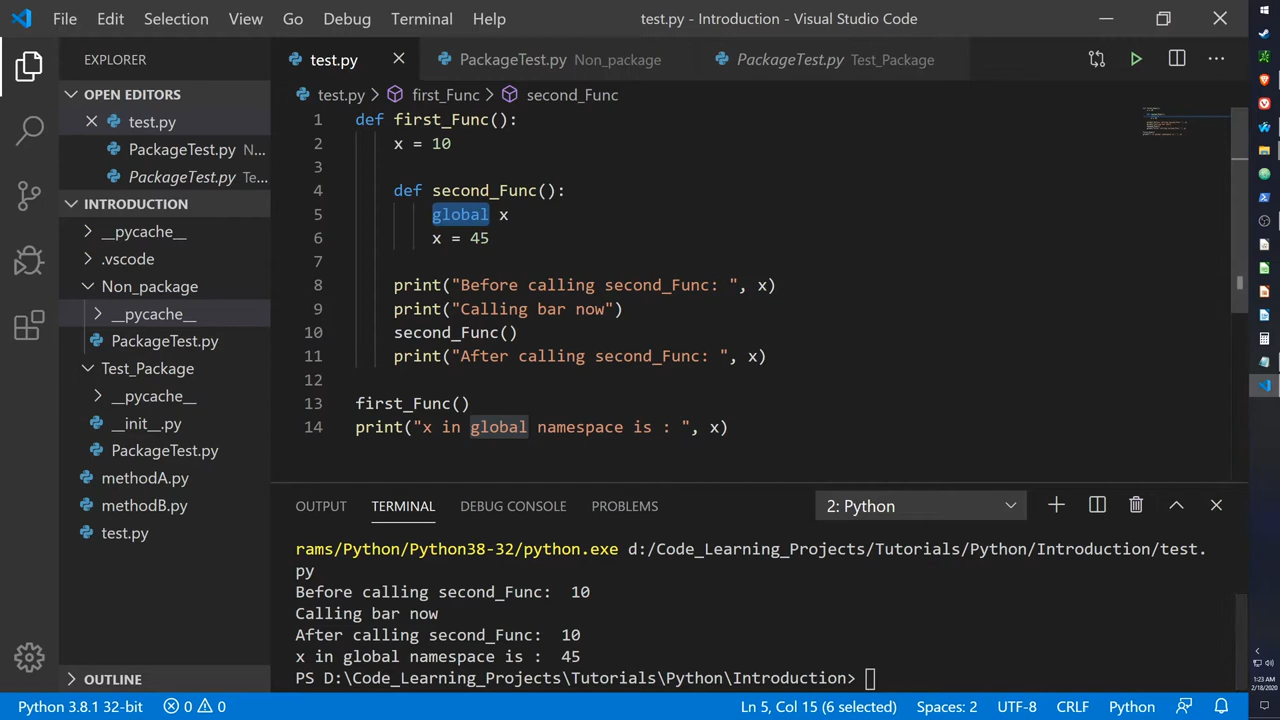 File Edit Selection View Go Debug Terminal Help test.py - Introduction - Visual Studio Code
EXPLORER
OPEN EDITORS
test.py
PackageTest.py N...
PackageTest.py Te...
INTRODUCTION
__pycache__
.vscode
Non_package
__pycache__
PackageTest.py
Test_Package
__pycache__
__init__.py
PackageTest.py
methodA.py
methodB.py
test.py
OUTLINE
test.py PackageTest.py Non_package PackageTest.py Test_Package
test.py > first_Func > second_Func
1 def first_Func():
2 x = 10
3
4 def second_Func():
5 global x
6 x = 45
7
8 print("Before calling second_Func: ", x)
9 print("Calling bar now")
10 second_Func()
11 print("After calling second_Func: ", x)
12
13 first_Func()
14 print("x in global namespace is : ", x)
OUTPUT TERMINAL DEBUG CONSOLE PROBLEMS 2: Python
rams/Python/Python38-32/python.exe d:/Code_Learning_Projects/Tutorials/Python/Introduction/test.
py
Before calling second_Func:  10
Calling bar now
After calling second_Func:  10
x in global namespace is :  45
PS D:\Code_Learning_Projects\Tutorials\Python\Introduction>
Python 3.8.1 32-bit 0 0 Ln 5, Col 15 (6 selected) Spaces: 2 UTF-8 CRLF Python
1:23 AM
2/18/2020